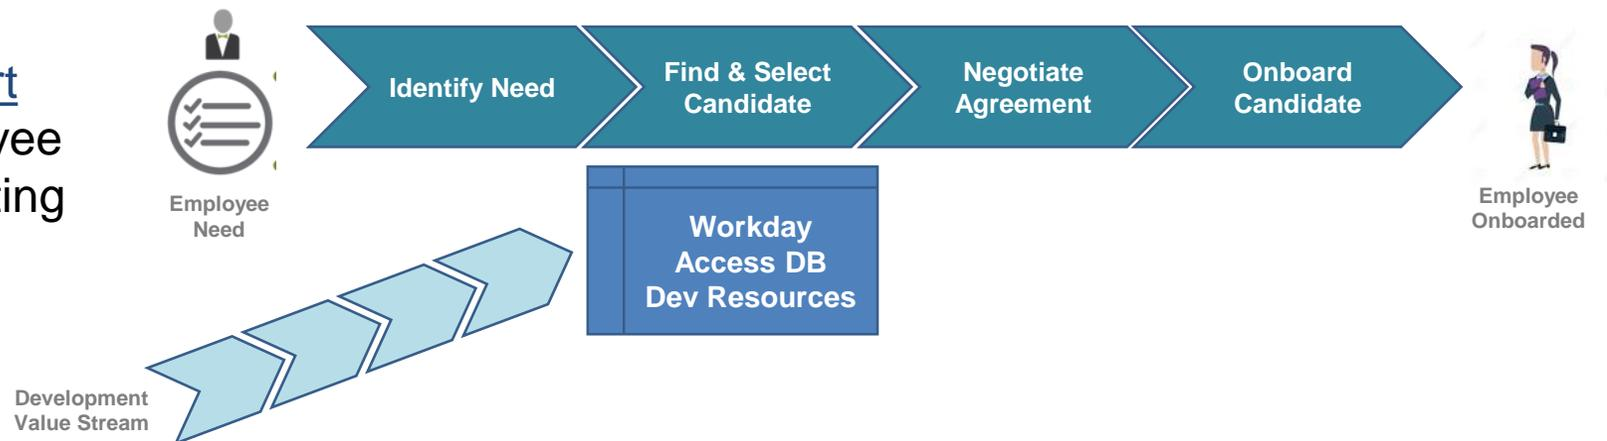 Identify Need
Find & Select
Candidate
Negotiate
Agreement
Onboard
Candidate
Employee
Need
Employee
Onboarded
Workday
Access DB
Dev Resources
Development
Value Stream